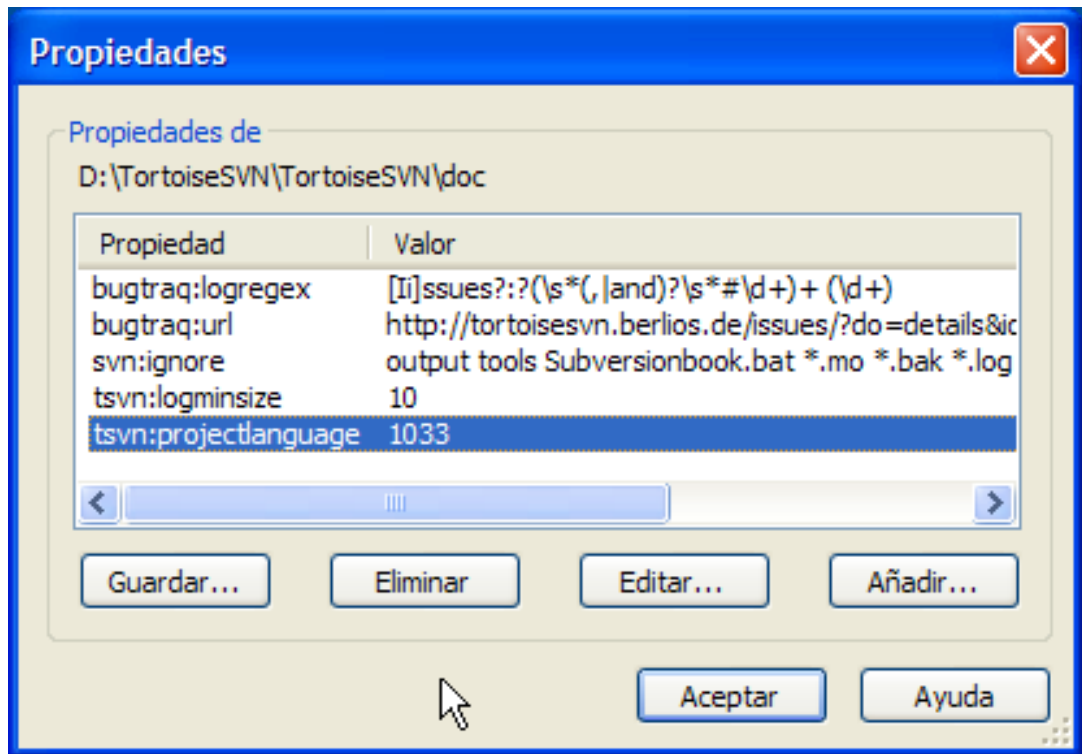 Propiedades
Propiedades de
D:\TortoiseSVN\TortoiseSVN\doc
Propiedad Valor
bugtraq:logregex [Ii]ssues?:?(\s*(,|and)?\s*#\d+)+ (\d+)
bugtraq:url http://tortoisesvn.berlios.de/issues/?do=details&ic
svn:ignore output tools Subversionbook.bat *.mo *.bak *.log
tsvn:logminsize 10
tsvn:projectlanguage 1033
Guardar... Eliminar Editar... Añadir...
Aceptar Ayuda